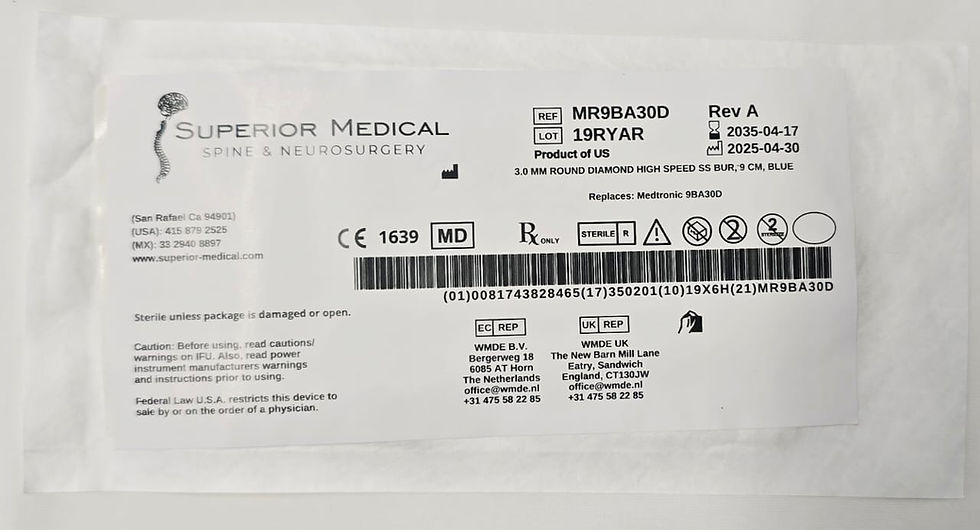 SUPERIOR MEDICAL
SPINE & NEUROSURGERY
REF MR9BA30D Rev A
LOT 19RYAR 2035-04-17
Product of US 2025-04-30
3.0 MM ROUND DIAMOND HIGH SPEED SS BUR, 9 CM, BLUE
Replaces: Medtronic 9BA30D
(San Rafael Ca 94901)
(USA): 415 879 2525
(MX): 33 2940 8897
www.superior-medical.com
CE 1639 MD Rx ONLY STERILE R 2 2 STERILIZE
(01)0081743828465(17)350201(10)19X6H(21)MR9BA30D
Sterile unless package is damaged or open.
Caution: Before using, read cautions/
warnings on IFU. Also, read power
instrument manufacturers warnings
and instructions prior to using.
Federal Law U.S.A. restricts this device to
sale by or on the order of a physician.
EC REP
WMDE B.V.
Bergerweg 18
6085 AT Horn
The Netherlands
office@wmde.nl
+31 475 58 22 85
UK REP
WMDE UK
The New Barn Mill Lane
Eatry, Sandwich
England, CT130JW
office@wmde.nl
+31 475 58 22 85